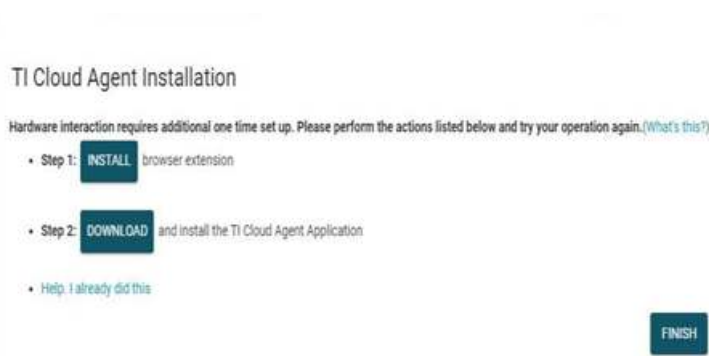 TI Cloud Agent Installation
Hardware interaction requires additional one time set up. Please perform the actions listed below and try your operation again.(What's this?)
• Step 1: INSTALL browser extension
• Step 2: DOWNLOAD and install the TI Cloud Agent Application
• Help. I already did this
FINISH